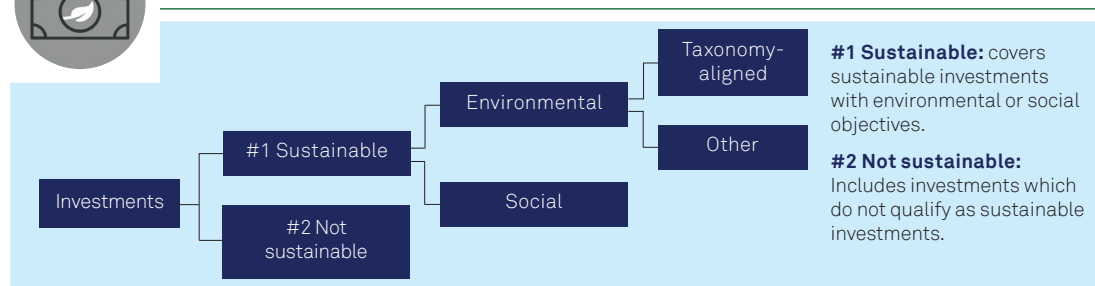 Investments
#1 Sustainable
#2 Not
sustainable
Environmental
Social
Taxonomy-
aligned
Other
#1 Sustainable: covers
sustainable investments
with environmental or social
objectives.
#2 Not sustainable:
Includes investments which
do not qualify as sustainable
investments.